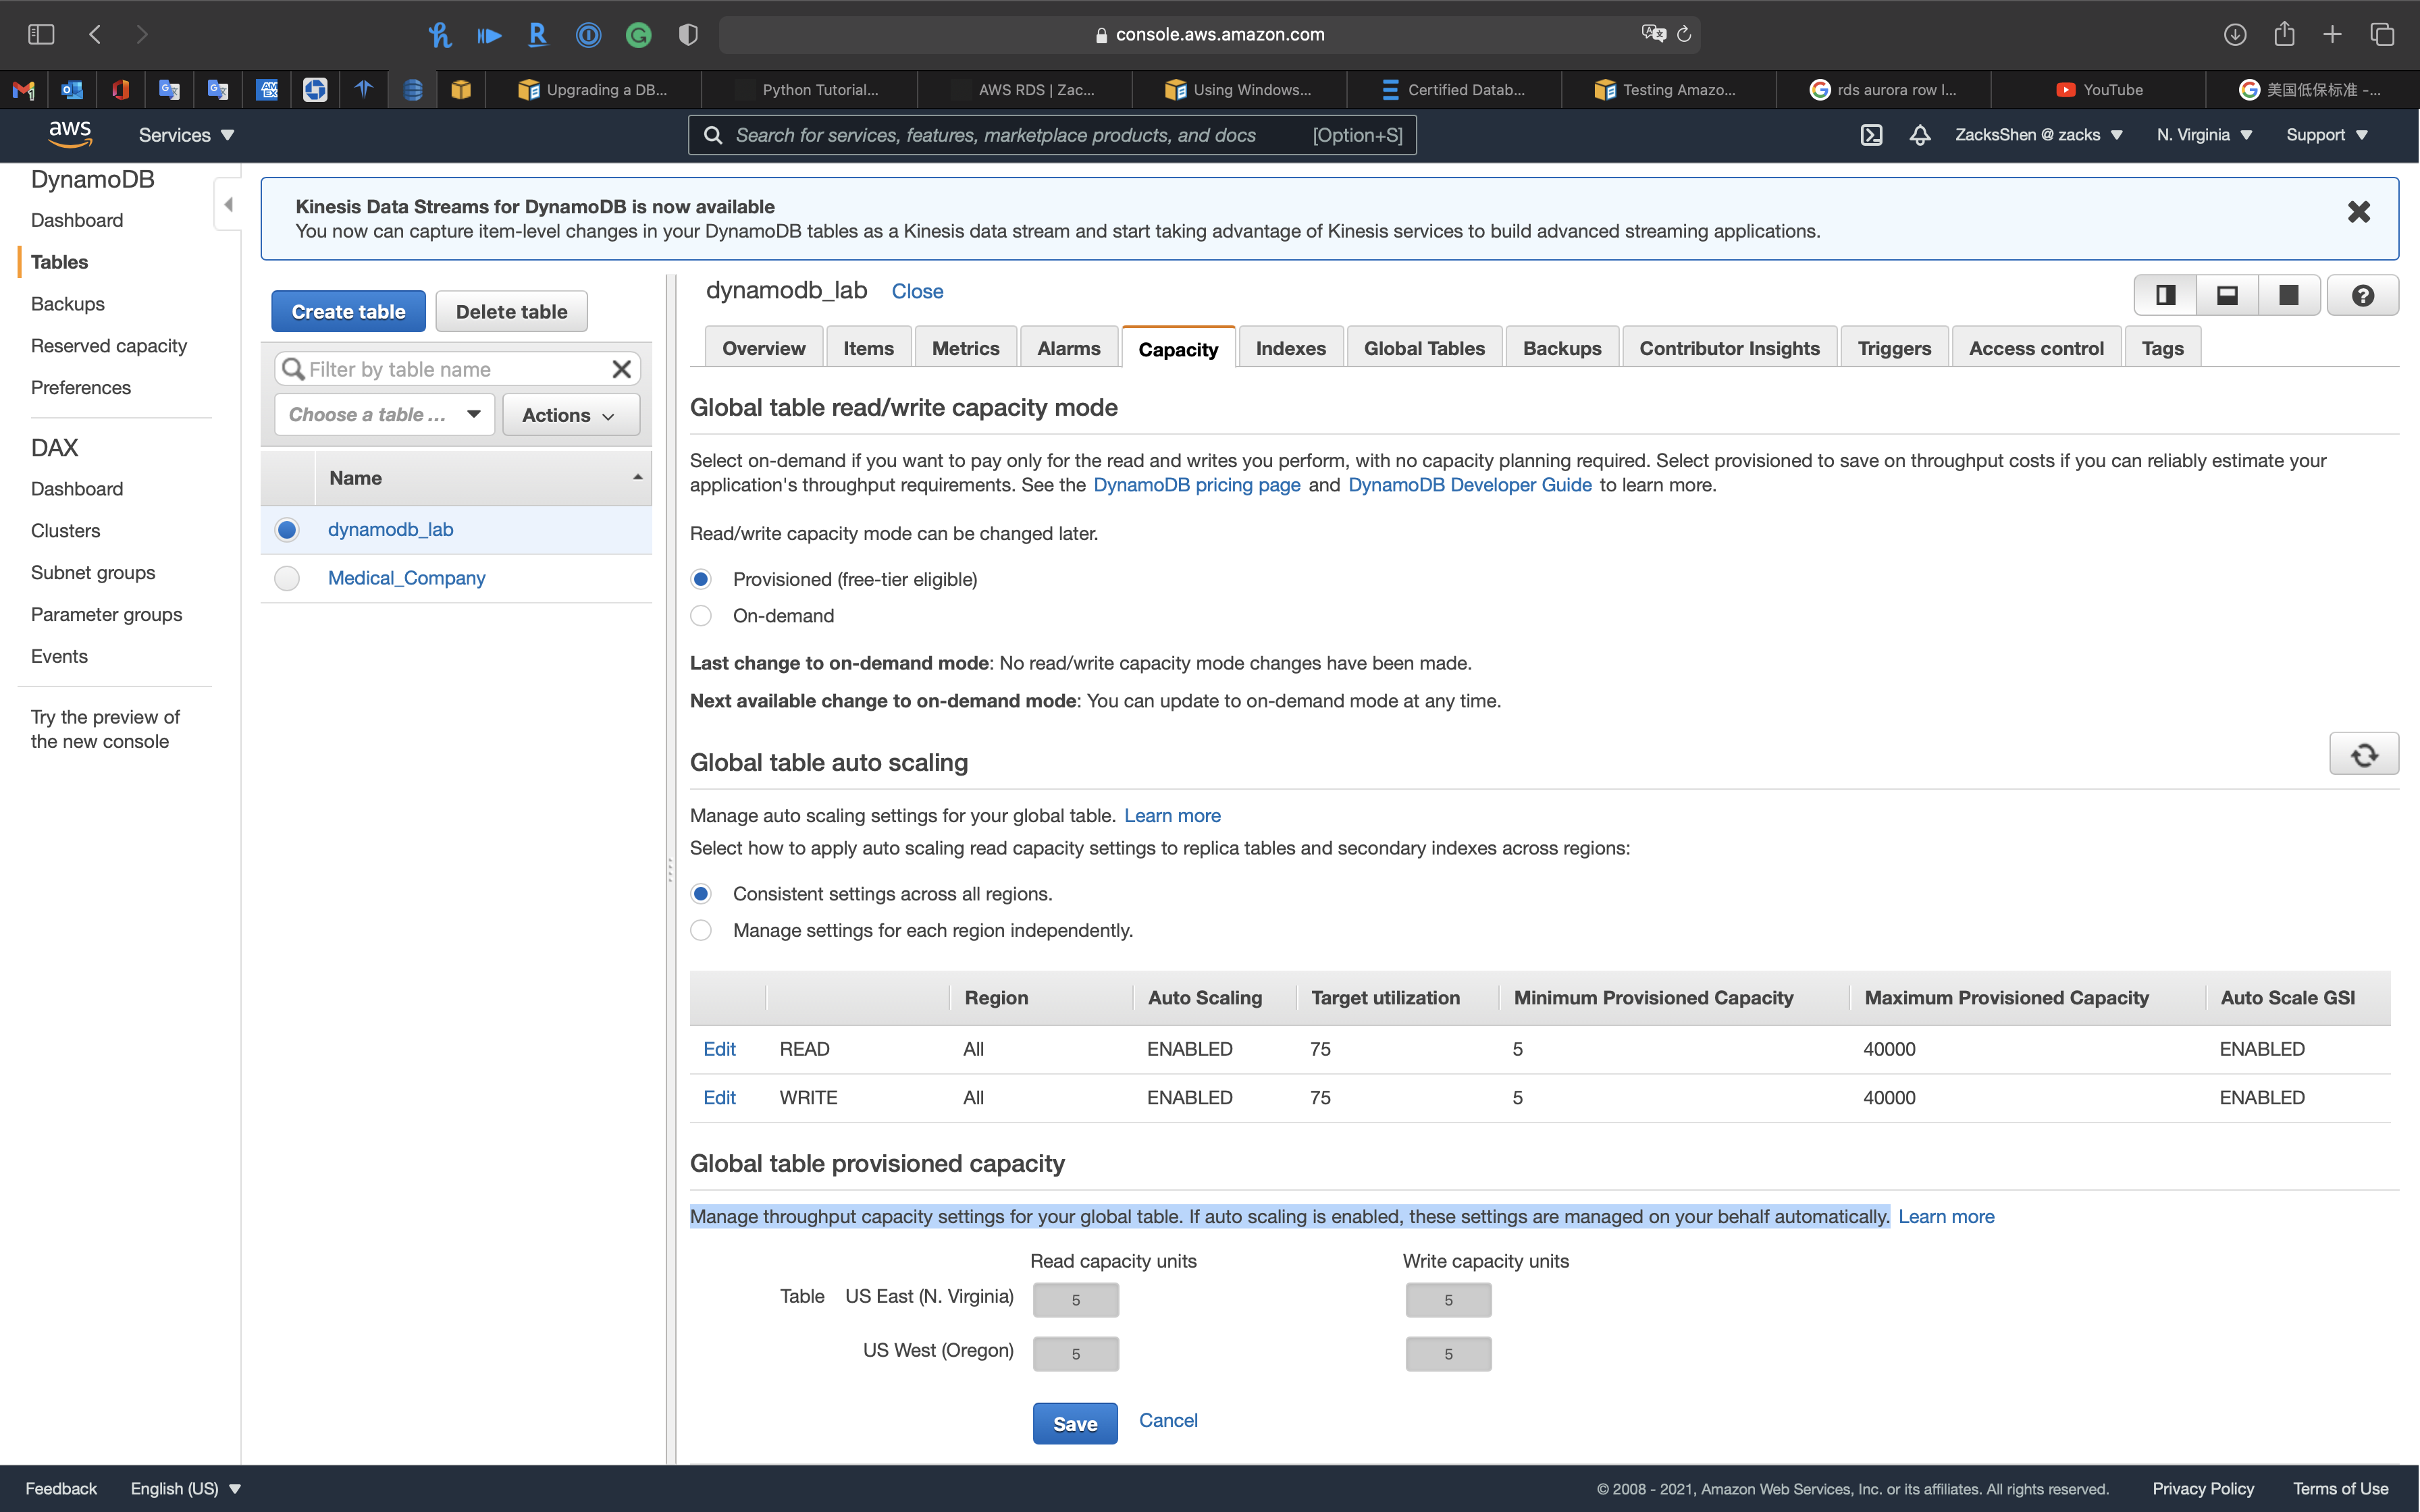 console.aws.amazon.com
Upgrading a DB...
Python Tutorial...
AWS RDS | Zac...
Using Windows...
Certified Datab...
Testing Amazo...
rds aurora row l...
YouTube
美国低保标准 -...
aws
Services
Search for services, features, marketplace products, and docs
[Option+S]
ZacksShen @ zacks
N. Virginia
Support
DynamoDB
Dashboard
Tables
Backups
Reserved capacity
Preferences
DAX
Dashboard
Clusters
Subnet groups
Parameter groups
Events
Try the preview of
the new console
Kinesis Data Streams for DynamoDB is now available
You now can capture item-level changes in your DynamoDB tables as a Kinesis data stream and start taking advantage of Kinesis services to build advanced streaming applications.
Create table
Delete table
Filter by table name
Choose a table ...
Actions
Name
dynamodb_lab
Medical_Company
dynamodb_lab
Close
Overview
Items
Metrics
Alarms
Capacity
Indexes
Global Tables
Backups
Contributor Insights
Triggers
Access control
Tags
Global table read/write capacity mode
Select on-demand if you want to pay only for the read and writes you perform, with no capacity planning required. Select provisioned to save on throughput costs if you can reliably estimate your
application's throughput requirements. See the DynamoDB pricing page and DynamoDB Developer Guide to learn more.
Read/write capacity mode can be changed later.
Provisioned (free-tier eligible)
On-demand
Last change to on-demand mode: No read/write capacity mode changes have been made.
Next available change to on-demand mode: You can update to on-demand mode at any time.
Global table auto scaling
Manage auto scaling settings for your global table. Learn more
Select how to apply auto scaling read capacity settings to replica tables and secondary indexes across regions:
Consistent settings across all regions.
Manage settings for each region independently.
Region Auto Scaling Target utilization Minimum Provisioned Capacity Maximum Provisioned Capacity Auto Scale GSI
Edit READ All ENABLED 75 5 40000 ENABLED
Edit WRITE All ENABLED 75 5 40000 ENABLED
Global table provisioned capacity
Manage throughput capacity settings for your global table. If auto scaling is enabled, these settings are managed on your behalf automatically. Learn more
Read capacity units Write capacity units
Table US East (N. Virginia) 5 5
US West (Oregon) 5 5
Save Cancel
Feedback
English (US)
© 2008 - 2021, Amazon Web Services, Inc. or its affiliates. All rights reserved.
Privacy Policy
Terms of Use